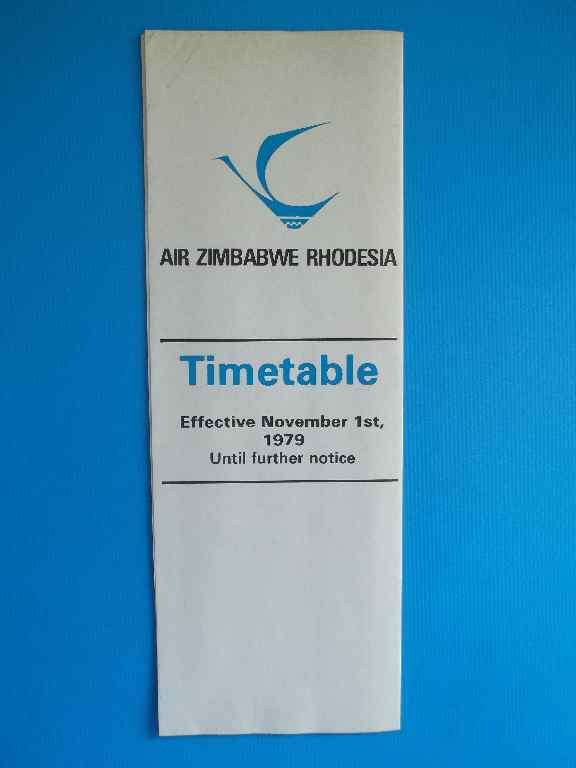 AIR ZIMBABWE RHODESIA
Timetable
Effective November 1st,
1979
Until further notice